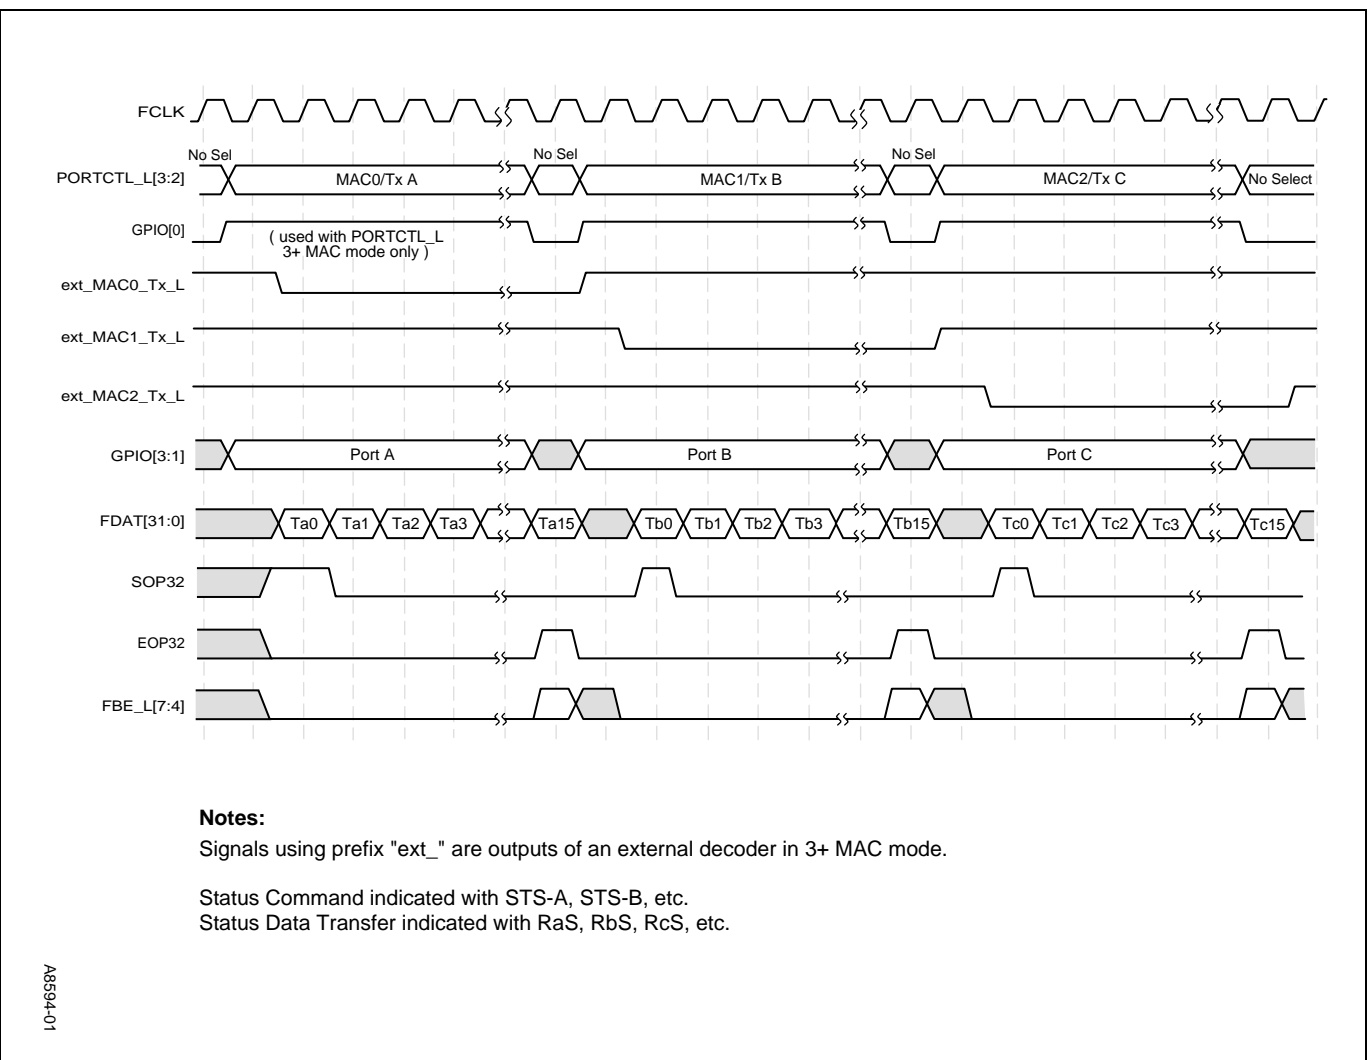 FCLK
No Sel
No Sel
No Sel
PORTCTL_L[3:2]
MAC0/Tx A
MAC1/Tx B
MAC2/Tx C
No Select
GPIO[0]
( used with PORTCTL_L
3+ MAC mode only )
ext_MAC0_Tx_L
ext_MAC1_Tx_L
ext_MAC2_Tx_L
GPIO[3:1]
Port A
Port B
Port C
FDAT[31:0]
Ta0
Ta1
Ta2
Ta3
Ta15
Tb0
Tb1
Tb2
Tb3
Tb15
Tc0
Tc1
Tc2
Tc3
Tc15
SOP32
EOP32
FBE_L[7:4]
Notes:
Signals using prefix "ext_" are outputs of an external decoder in 3+ MAC mode.
Status Command indicated with STS-A, STS-B, etc.
Status Data Transfer indicated with RaS, RbS, RcS, etc.
A8594-01